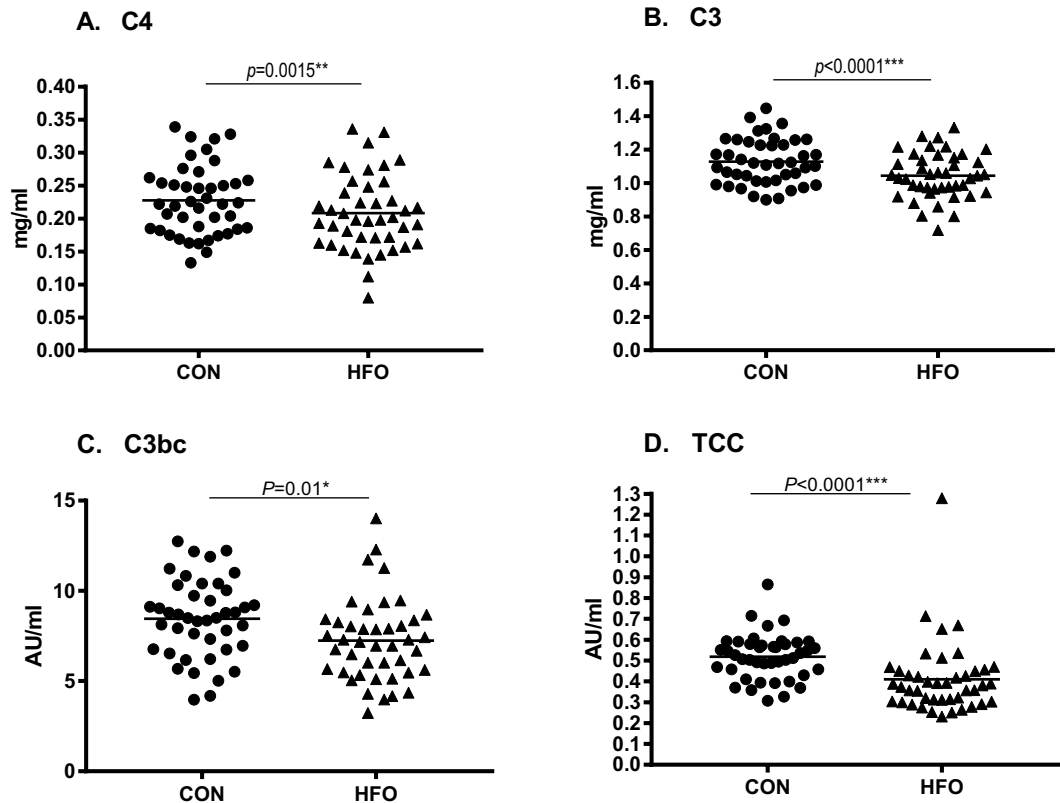 A. C4
p=0.0015**
0.40
0.35
0.30
0.25
0.20
0.15
0.10
0.05
0.00
mg/ml
CON HFO
B. C3
p<0.0001***
1.6
1.4
1.2
1.0
0.8
0.6
0.4
0.2
0.0
mg/ml
CON HFO
C. C3bc
P=0.01*
15
10
5
0
AU/ml
CON HFO
D. TCC
P<0.0001***
1.3
1.2
1.1
1.0
0.9
0.8
0.7
0.6
0.5
0.4
0.3
0.2
0.1
0.0
AU/ml
CON HFO